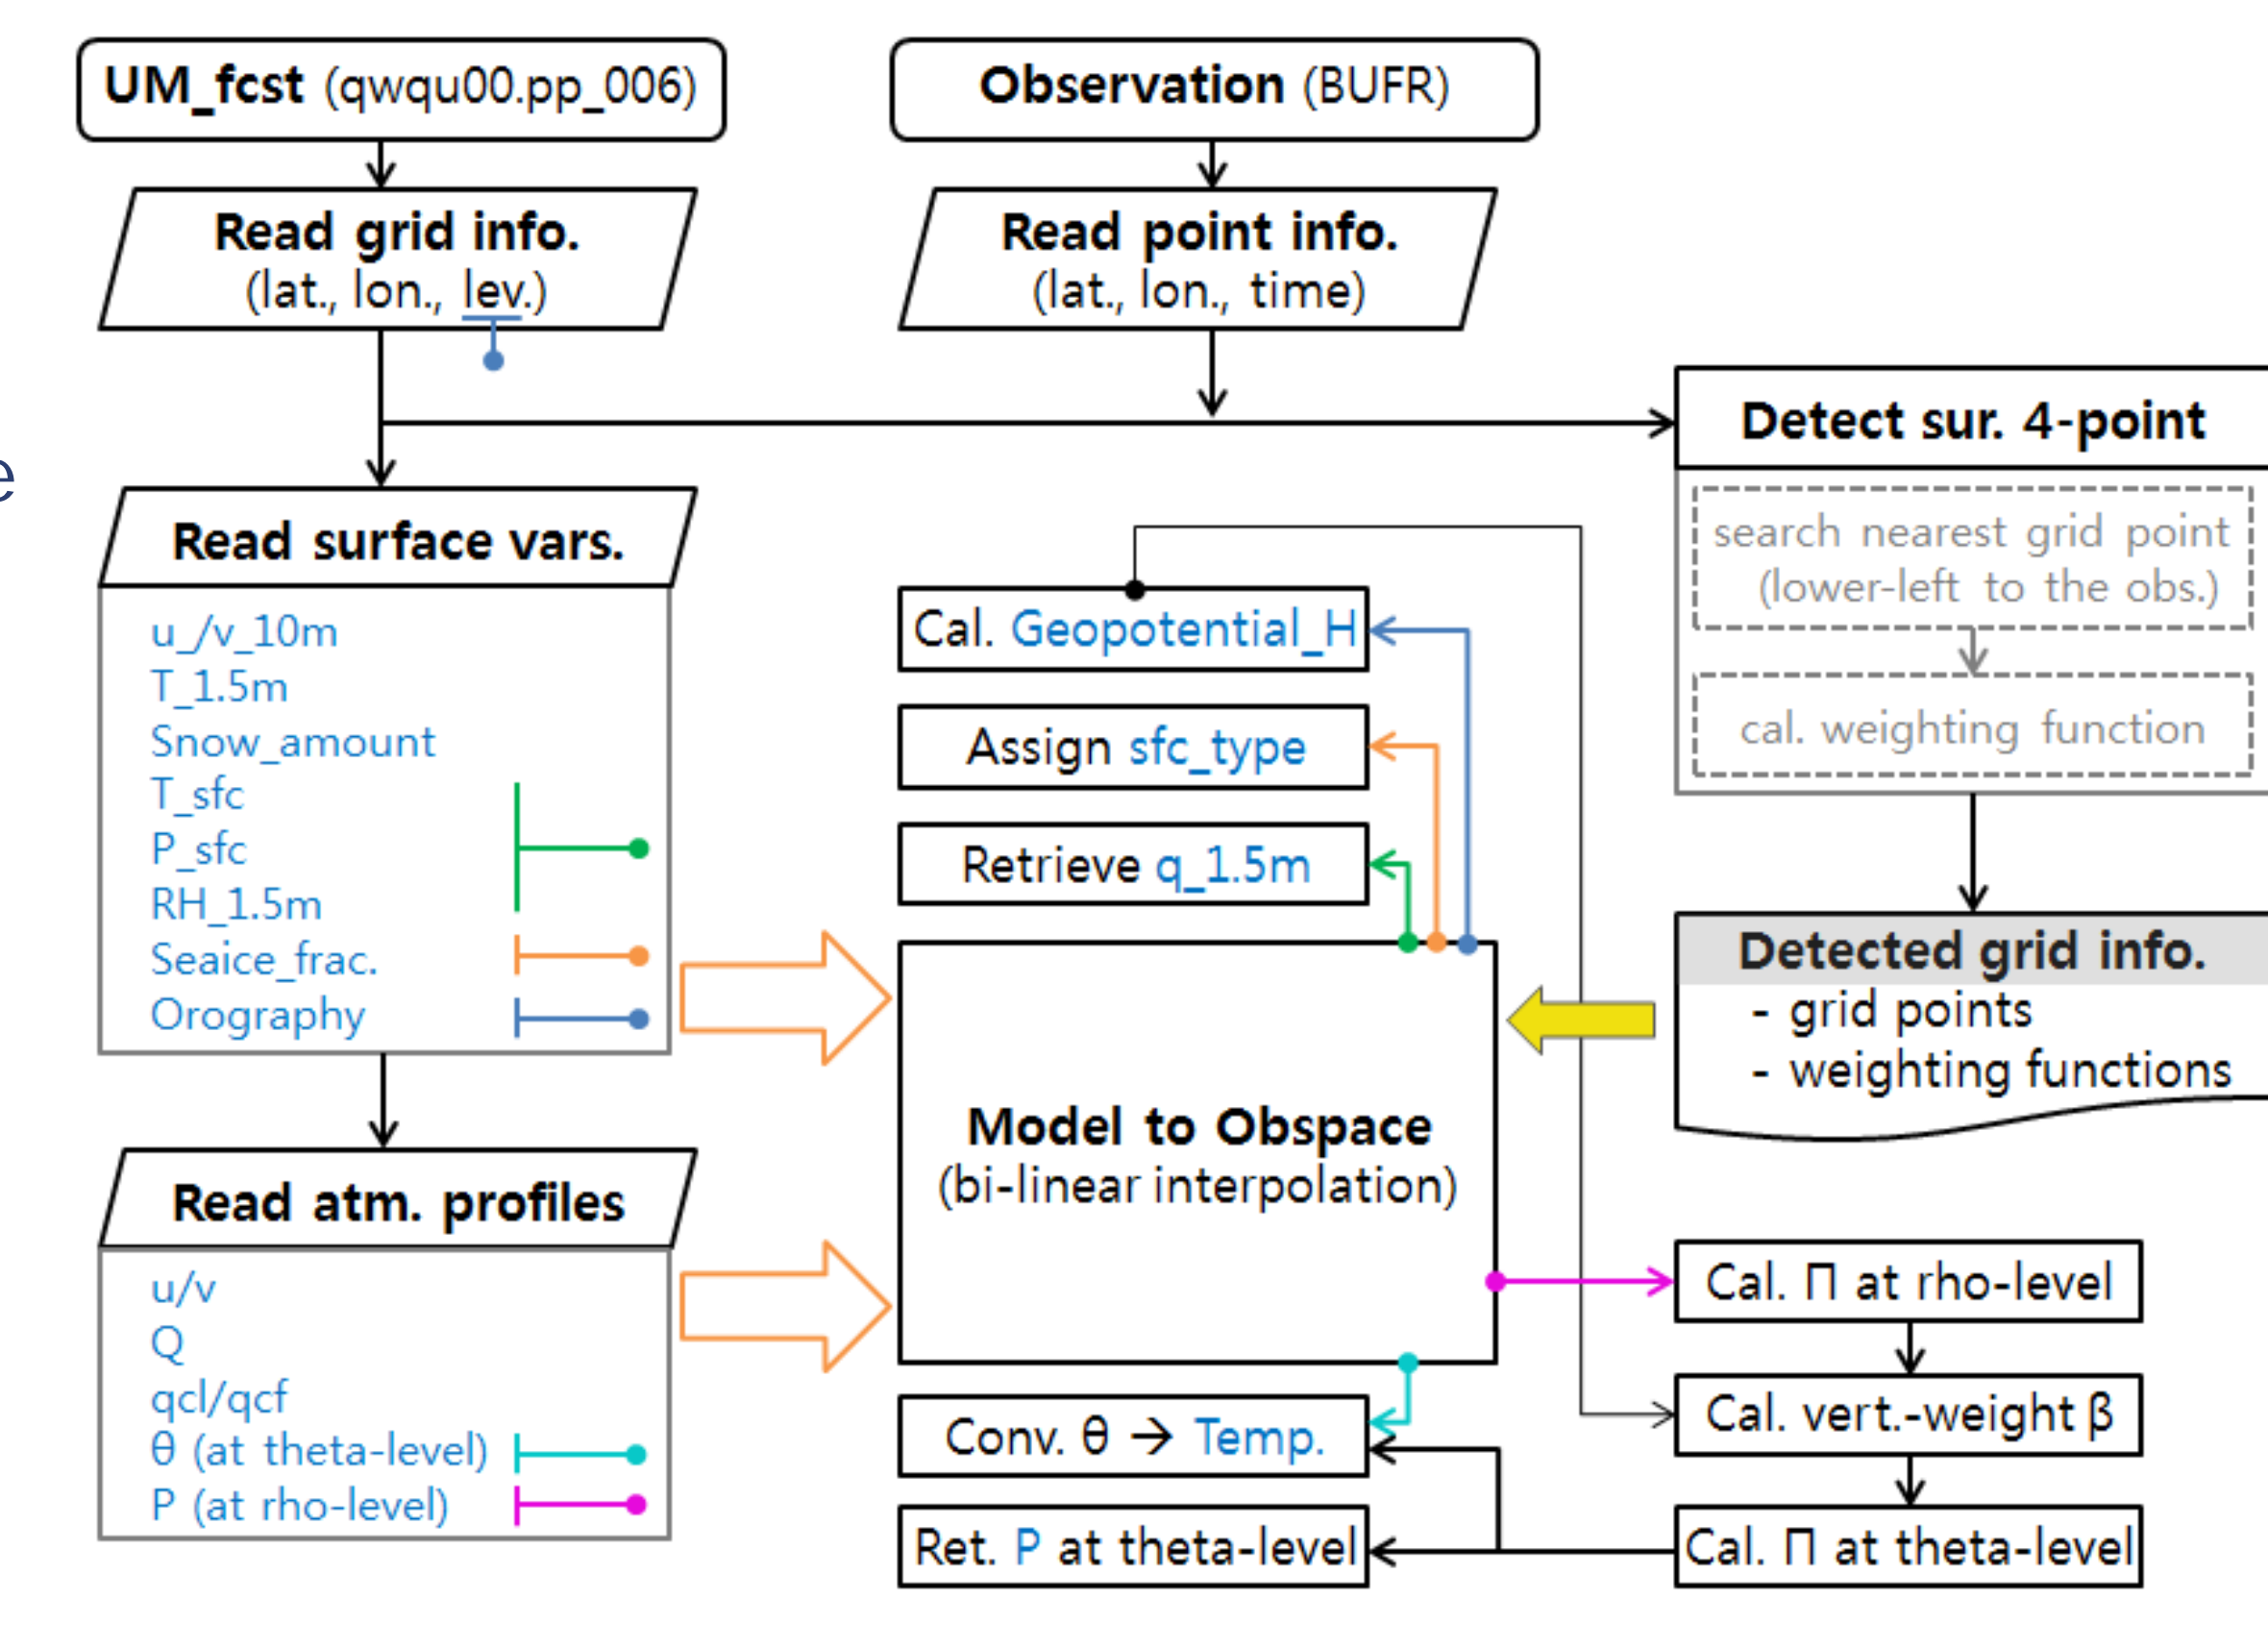 UM_fcst (qwqu00.pp_006)
Observation (BUFR)
Read grid info.
(lat., lon., lev.)
Read point info.
(lat., lon., time)
Detect sur. 4-point
search nearest grid point
(lower-left to the obs.)
cal. weighting function
e
Read surface vars.
u_/v_10m
T_1.5m
Snow_amount
T_sfc
P_sfc
RH_1.5m
Seaice_frac.
Orography
Cal. Geopotential_H
Assign sfc_type
Retrieve q_1.5m
Detected grid info.
- grid points
- weighting functions
Model to Obspace
(bi-linear interpolation)
Read atm. profiles
u/v
Q
qcl/qcf
θ (at theta-level)
P (at rho-level)
Cal. Π at rho-level
Cal. vert.-weight β
Cal. Π at theta-level
Conv. θ → Temp.
Ret. P at theta-level